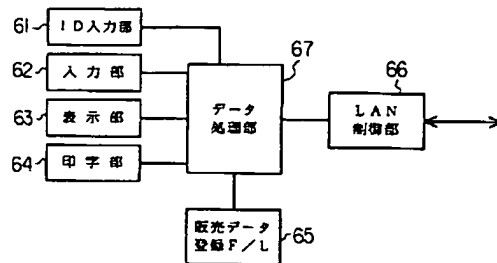 61
ID入力部
62
入力部
63
表示部
64
印字部
67
データ
処理部
66
LAN
制御部
販売データ
登録F/L
65